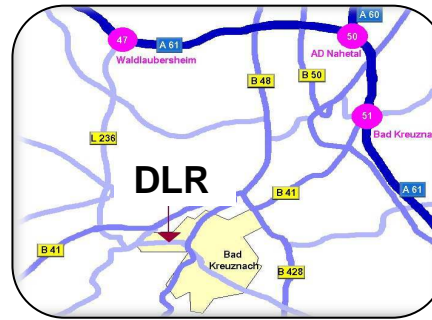 A 60
47
A 61
50
Waldlaubersheim
AD Nahetal
B 48
B 50
51
L 236
Bad Kreuzna
DLR
B 41
A 61
B 41
Bad
Kreuznach
B 428